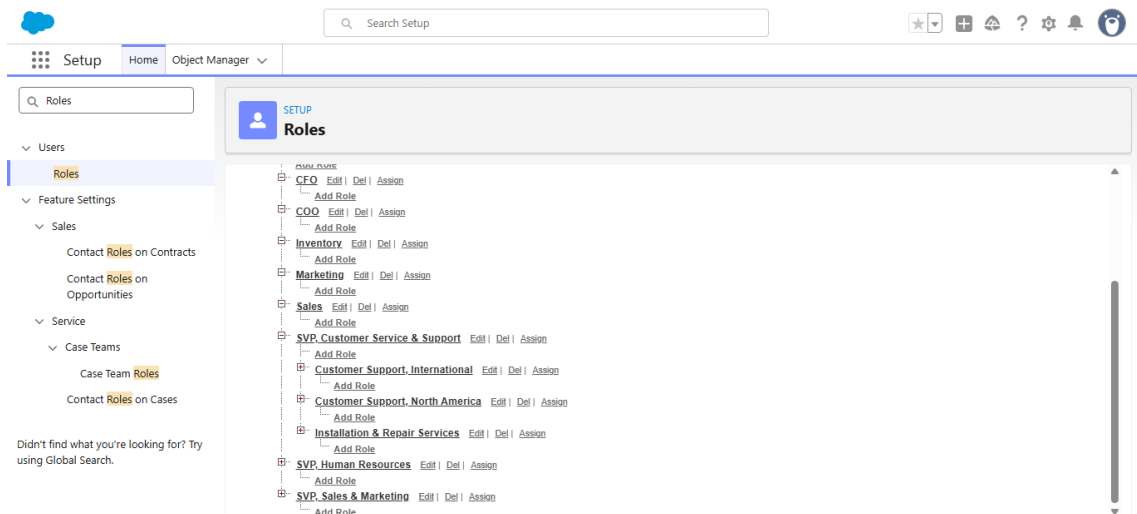 Search Setup
Setup
Home
Object Manager
Roles
Users
Roles
Feature Settings
Sales
Contact Roles on Contracts
Contact Roles on
Opportunities
Service
Case Teams
Case Team Roles
Contact Roles on Cases
Didn't find what you're looking for? Try
using Global Search.
SETUP
Roles
Add Role
CFO Edit | Del | Assign
Add Role
COO Edit | Del | Assign
Add Role
Inventory Edit | Del | Assign
Add Role
Marketing Edit | Del | Assign
Add Role
Sales Edit | Del | Assign
Add Role
SVP, Customer Service & Support Edit | Del | Assign
Add Role
Customer Support, International Edit | Del | Assign
Add Role
Customer Support, North America Edit | Del | Assign
Add Role
Installation & Repair Services Edit | Del | Assign
Add Role
SVP, Human Resources Edit | Del | Assign
Add Role
SVP, Sales & Marketing Edit | Del | Assign
Add Role